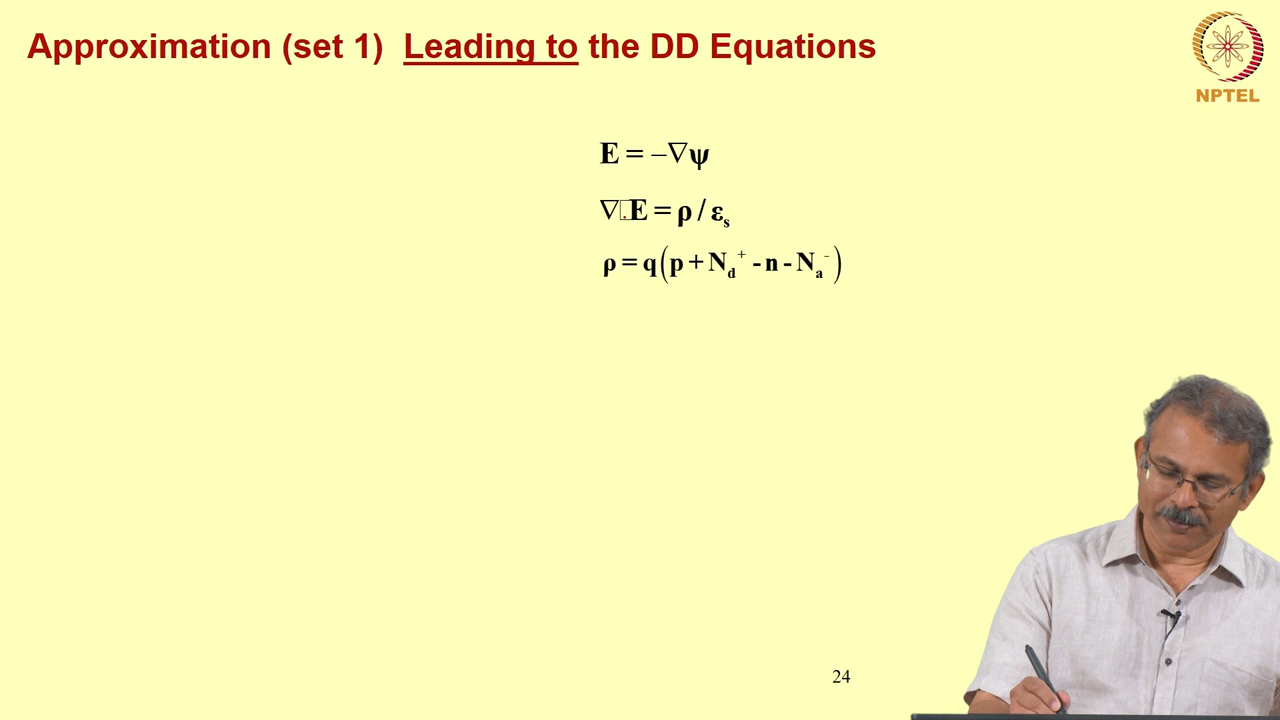 Approximation (set 1) Leading to the DD Equations
NPTEL
E = –∇ψ
∇.E = ρ / εs
ρ = q(p + Nd+ - n - Na-)
24